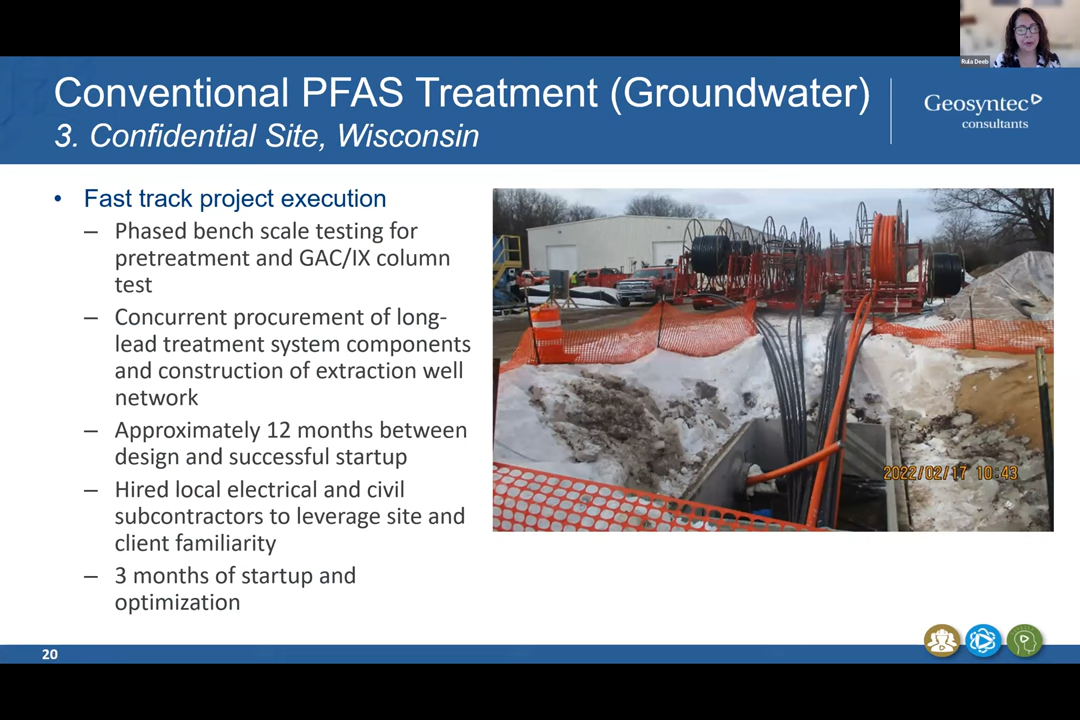 Rula Deeb
Conventional PFAS Treatment (Groundwater)
3. Confidential Site, Wisconsin
Geosyntec
consultants
• Fast track project execution
– Phased bench scale testing for
pretreatment and GAC/IX column
test
– Concurrent procurement of long-
lead treatment system components
and construction of extraction well
network
– Approximately 12 months between
design and successful startup
– Hired local electrical and civil
subcontractors to leverage site and
client familiarity
– 3 months of startup and
optimization
2022/02/17 10:43
20